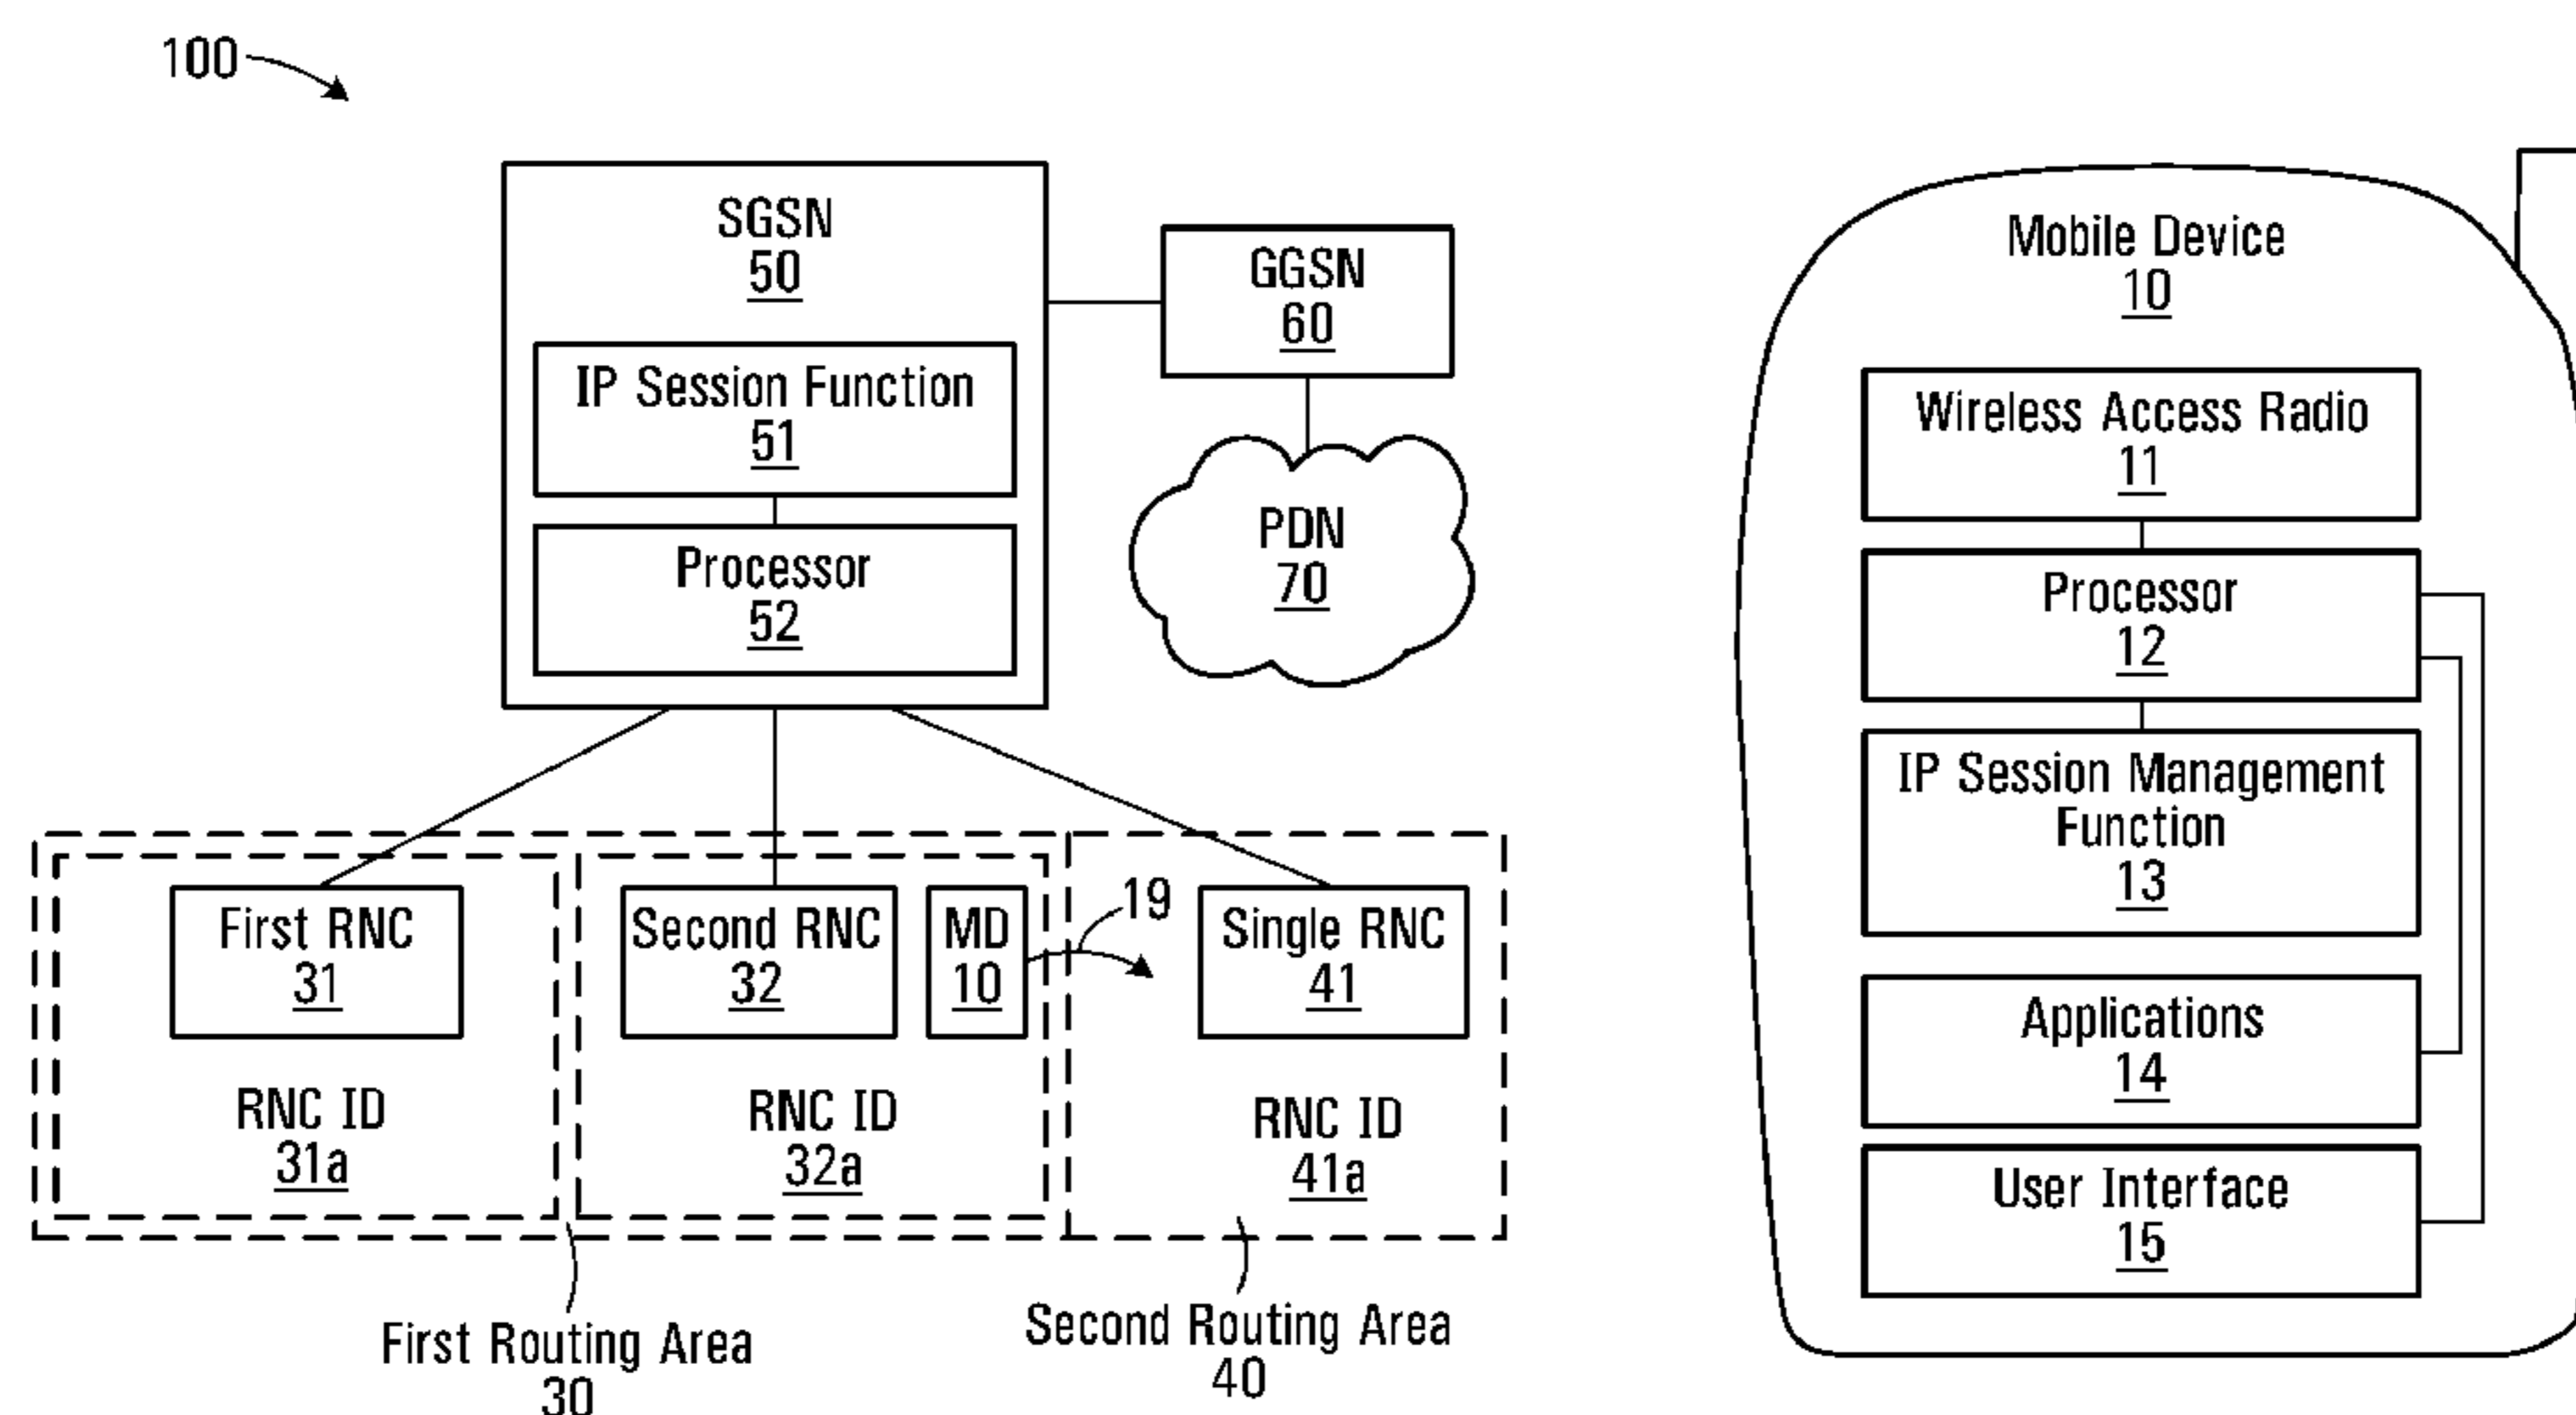 100
SGSN
50
IP Session Function
51
Processor
52
GGSN
60
PDN
70
First RNC
31
RNC ID
31a
Second RNC
32
MD
10
RNC ID
32a
19
Single RNC
41
RNC ID
41a
First Routing Area
30
Second Routing Area
40
Mobile Device
10
Wireless Access Radio
11
Processor
12
IP Session Management
Function
13
Applications
14
User Interface
15